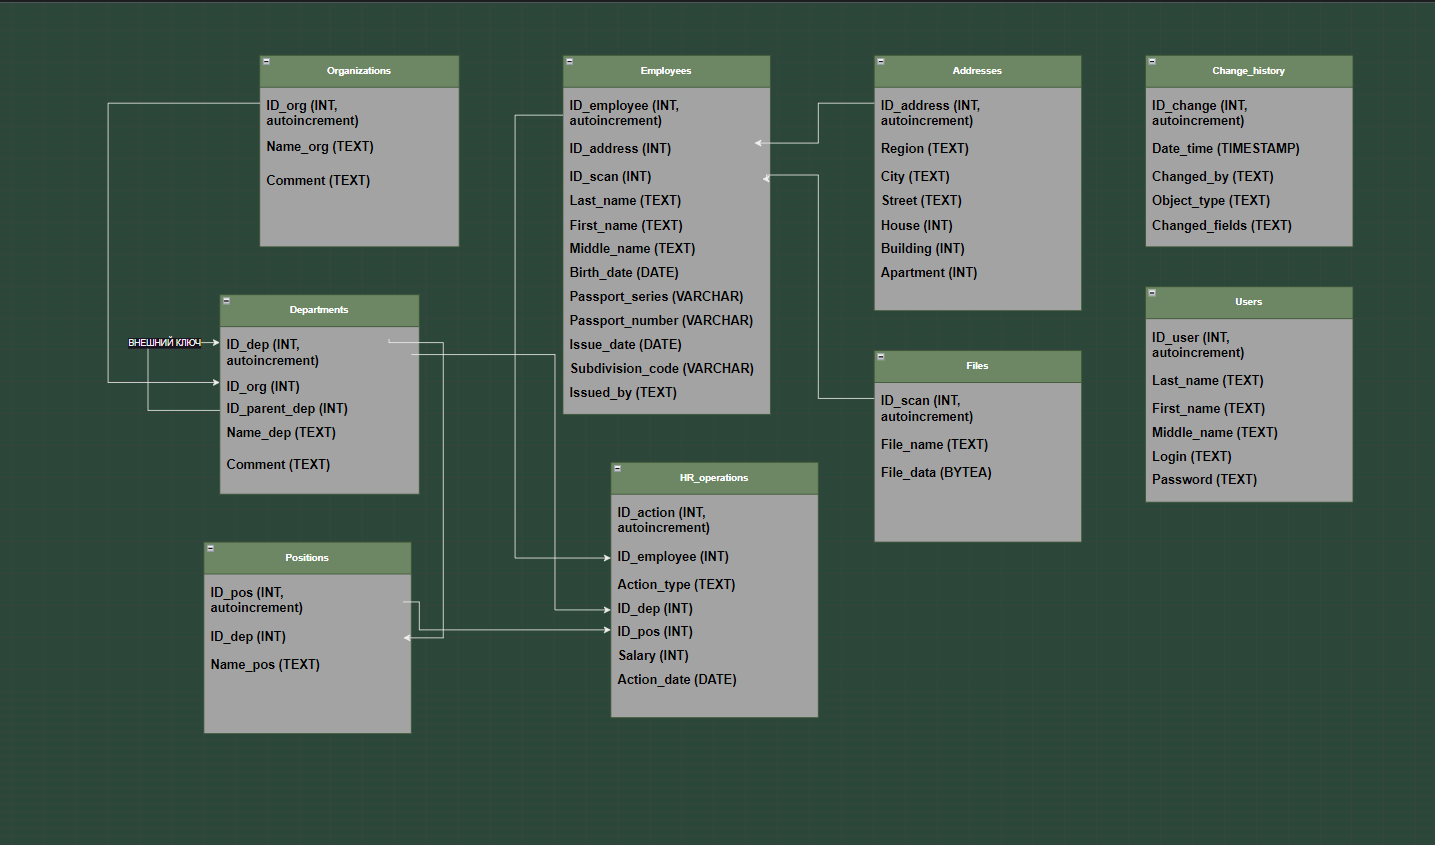 Organizations
ID_org (INT,
autoincrement)
Name_org (TEXT)
Comment (TEXT)
Employees
ID_employee (INT,
autoincrement)
ID_address (INT)
ID_scan (INT)
Last_name (TEXT)
First_name (TEXT)
Middle_name (TEXT)
Birth_date (DATE)
Passport_series (VARCHAR)
Passport_number (VARCHAR)
Issue_date (DATE)
Subdivision_code (VARCHAR)
Issued_by (TEXT)
Addresses
ID_address (INT,
autoincrement)
Region (TEXT)
City (TEXT)
Street (TEXT)
House (INT)
Building (INT)
Apartment (INT)
Change_history
ID_change (INT,
autoincrement)
Date_time (TIMESTAMP)
Changed_by (TEXT)
Object_type (TEXT)
Changed_fields (TEXT)
Departments
ВНЕШНИЙ КЛЮЧ
ID_dep (INT,
autoincrement)
ID_org (INT)
ID_parent_dep (INT)
Name_dep (TEXT)
Comment (TEXT)
Files
ID_scan (INT,
autoincrement)
File_name (TEXT)
File_data (BYTEA)
Users
ID_user (INT,
autoincrement)
Last_name (TEXT)
First_name (TEXT)
Middle_name (TEXT)
Login (TEXT)
Password (TEXT)
Positions
ID_pos (INT,
autoincrement)
ID_dep (INT)
Name_pos (TEXT)
HR_operations
ID_action (INT,
autoincrement)
ID_employee (INT)
Action_type (TEXT)
ID_dep (INT)
ID_pos (INT)
Salary (INT)
Action_date (DATE)